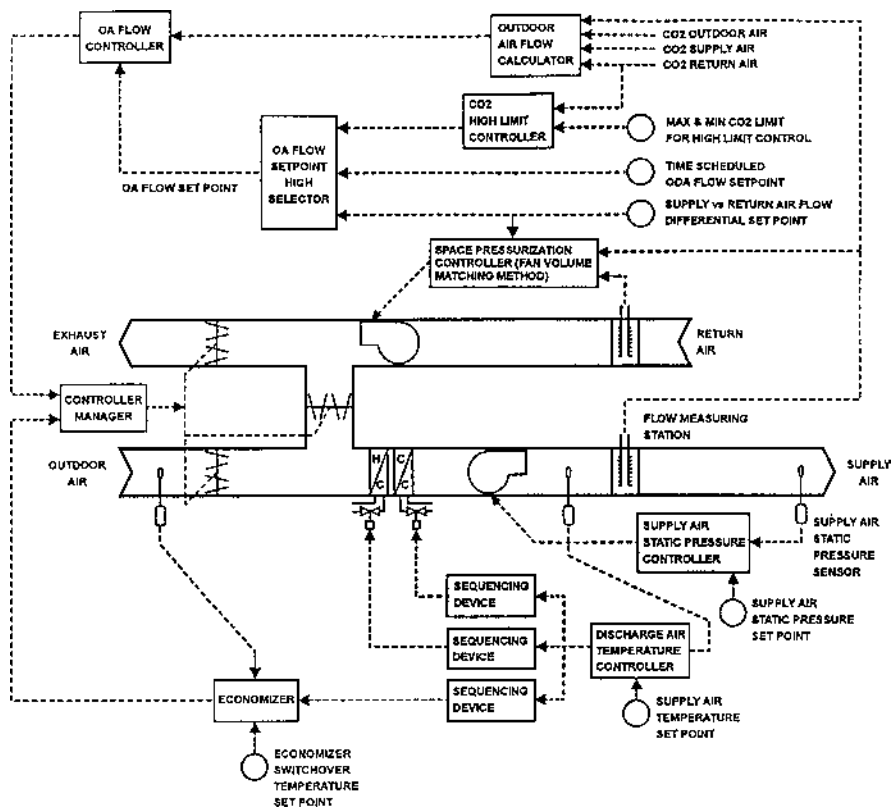 OA FLOW
CONTROLLER
OUTDOOR
AIR FLOW
CALCULATOR
CO2 OUTDOOR AIR
CO2 SUPPLY AIR
CO2 RETURN AIR
CO2
HIGH LIMIT
CONTROLLER
MAX & MIN CO2 LIMIT
FOR HIGH LIMIT CONTROL
OA FLOW
SETPOINT
HIGH
SELECTOR
TIME SCHEDULED
ODA FLOW SETPOINT
OA FLOW SET POINT
SUPPLY vs RETURN AIR FLOW
DIFFERENTIAL SET POINT
SPACE PRESSURIZATION
CONTROLLER (FAN VOLUME
MATCHING METHOD)
EXHAUST
AIR
RETURN
AIR
CONTROLLER
MANAGER
FLOW MEASURING
STATION
OUTDOOR
AIR
H
C
C
C
SUPPLY
AIR
SUPPLY AIR
STATIC PRESSURE
CONTROLLER
SUPPLY AIR
STATIC
PRESSURE
SENSOR
SEQUENCING
DEVICE
SUPPLY AIR
STATIC PRESSURE
SET POINT
SEQUENCING
DEVICE
DISCHARGE AIR
TEMPERATURE
CONTROLLER
ECONOMIZER
SEQUENCING
DEVICE
SUPPLY AIR
TEMPERATURE
SET POINT
ECONOMIZER
SWITCHOVER
TEMPERATURE
SET POINT